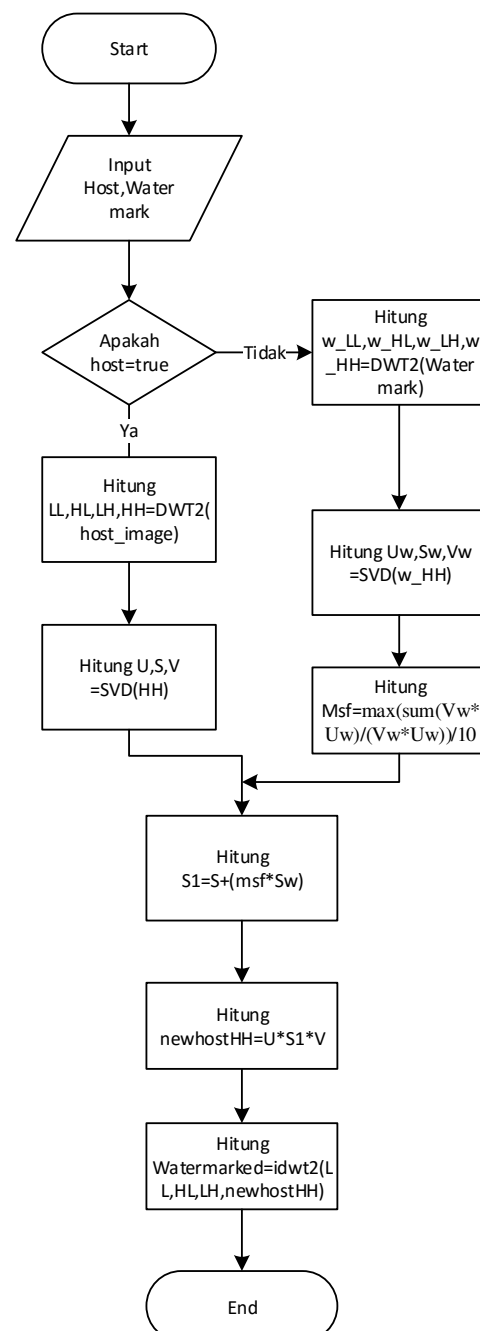 Start
Input
Host,Water
mark
Apakah
host=true
Tidak
Hitung
w_LL,w_HL,w_LH,w
_HH=DWT2(Water
mark)
Ya
Hitung
LL,HL,LH,HH=DWT2(
host_image)
Hitung Uw,Sw,Vw
=SVD(w_HH)
Hitung U,S,V
=SVD(HH)
Hitung
Msf=max(sum(Vw*
Uw)/(Vw*Uw))/10
Hitung
S1=S+(msf*Sw)
Hitung
newhostHH=U*S1*V
Hitung
Watermarked=idwt2(L
L,HL,LH,newhostHH)
End